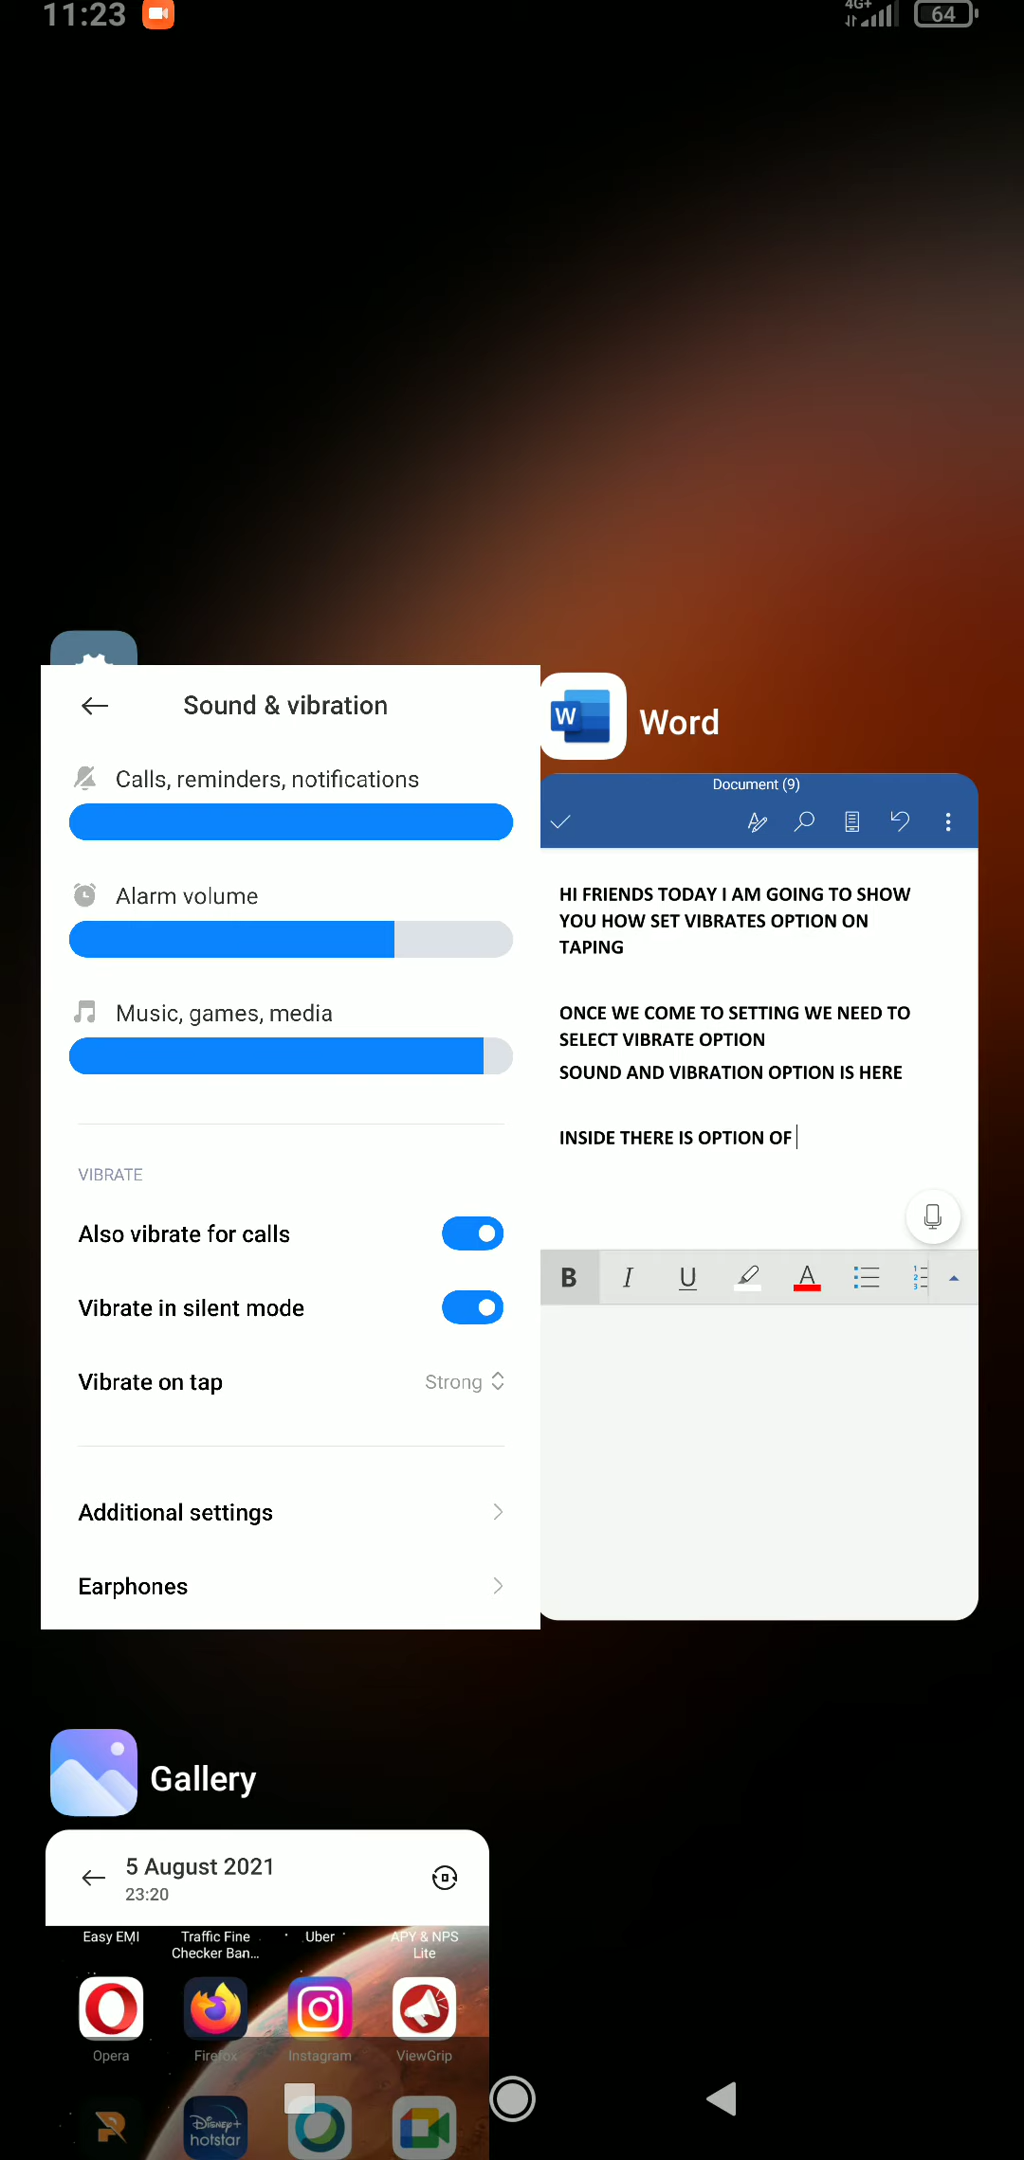 11:23
4G+
64
Sound & vibration
Calls, reminders, notifications
Alarm volume
Music, games, media
VIBRATE
Also vibrate for calls
Vibrate in silent mode
Vibrate on tap
Strong
Additional settings
Earphones
Word
Document (9)
HI FRIENDS TODAY I AM GOING TO SHOW
YOU HOW SET VIBRATES OPTION ON
TAPING
ONCE WE COME TO SETTING WE NEED TO
SELECT VIBRATE OPTION
SOUND AND VIBRATION OPTION IS HERE
INSIDE THERE IS OPTION OF
B I U A
Gallery
5 August 2021
23:20
Easy EMI
Traffic Fine
Checker Ban...
Uber
APY & NPS
Lite
Opera
Firefox
Instagram
ViewGrip
Disney+
hotstar